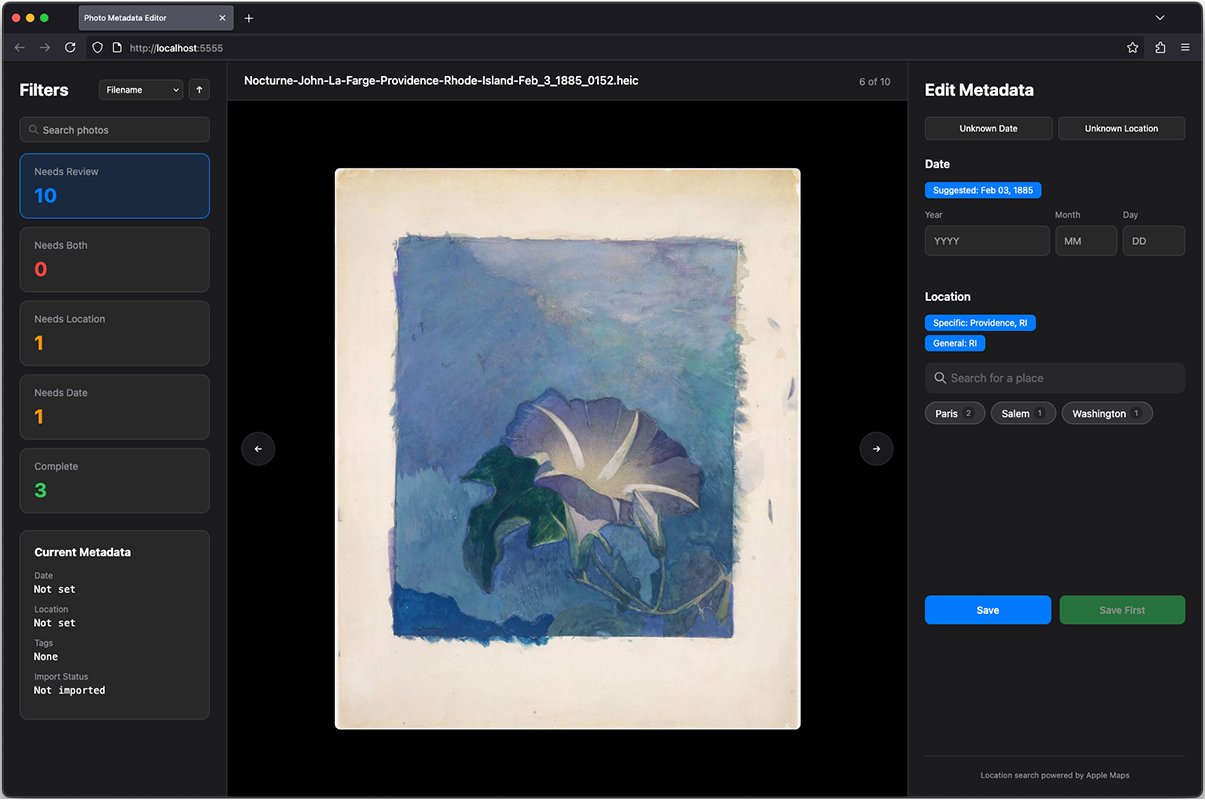 Photo Metadata Editor
http://localhost:5555
Filters
Filename
Search photos
Needs Review
10
Needs Both
0
Needs Location
1
Needs Date
1
Complete
3
Current Metadata
Date
Not set
Location
Not set
Tags
None
Import Status
Not imported
Nocturne-John-La-Farge-Providence-Rhode-Island-Feb_3_1885_0152.heic
6 of 10
Edit Metadata
Unknown Date
Unknown Location
Date
Suggested: Feb 03, 1885
Year Month Day
YYYY MM DD
Location
Specific: Providence, RI
General: RI
Search for a place
Paris 2 Salem 1 Washington 1
Save
Save First
Location search powered by Apple Maps